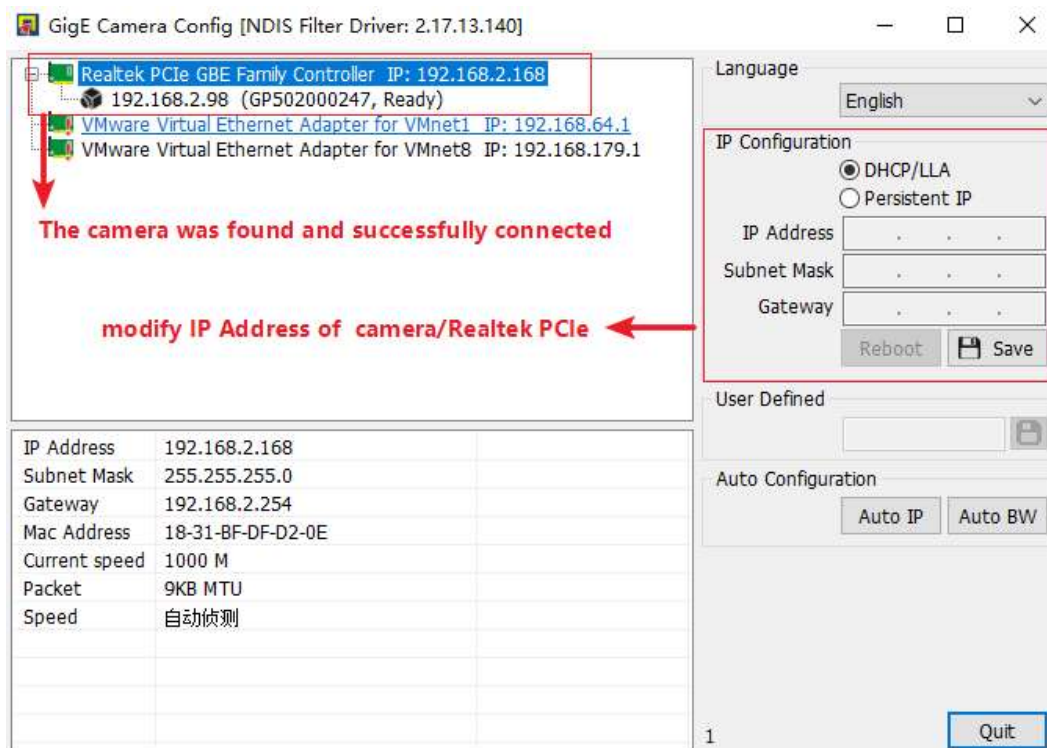 GigE Camera Config [NDIS Filter Driver: 2.17.13.140]
Realtek PCIe GBE Family Controller IP: 192.168.2.168
192.168.2.98 (GP502000247, Ready)
VMware Virtual Ethernet Adapter for VMnet1 IP: 192.168.64.1
VMware Virtual Ethernet Adapter for VMnet8 IP: 192.168.179.1
The camera was found and successfully connected
modify IP Address of camera/Realtek PCIe
Language
English
IP Configuration
DHCP/LLA
Persistent IP
IP Address . . .
Subnet Mask . . .
Gateway . . .
Reboot Save
User Defined
Auto Configuration
Auto IP Auto BW
IP Address 192.168.2.168
Subnet Mask 255.255.255.0
Gateway 192.168.2.254
Mac Address 18-31-BF-DF-D2-0E
Current speed 1000 M
Packet 9KB MTU
Speed 自动侦测
1
Quit